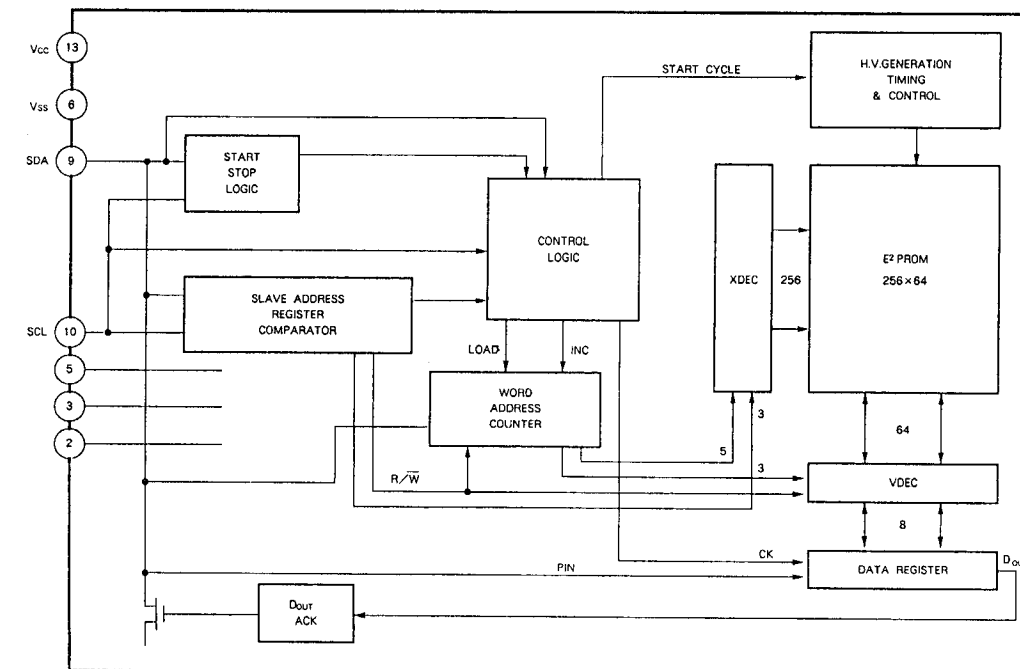 Vcc 13
H.V.GENERATION
TIMING
& CONTROL
START CYCLE
Vss 6
SDA 9
START
STOP
LOGIC
CONTROL
LOGIC
XDEC
256
E² PROM
256×64
SLAVE ADDRESS
REGISTER
COMPARATOR
SCL 10
LOAD
INC
5
3
2
WORD
ADDRESS
COUNTER
3
64
5
3
R/W̅
VDEC
8
CK
PIN
DATA REGISTER
DOUT
ACK